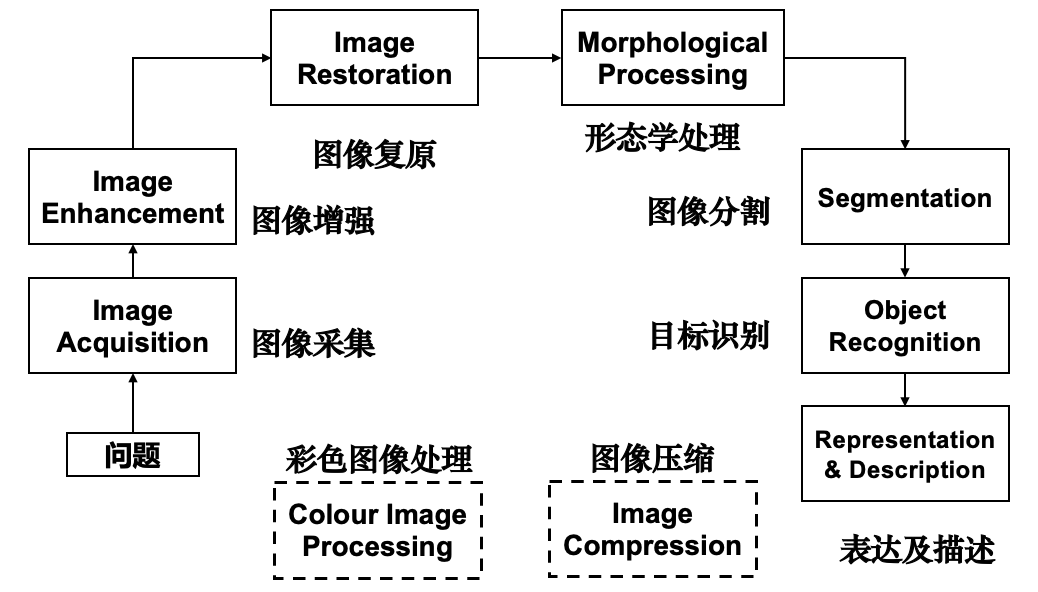 Image
Restoration
Morphological
Processing
图像复原
形态学处理
Image
Enhancement
图像增强
图像分割
Segmentation
Image
Acquisition
图像采集
目标识别
Object
Recognition
问题
彩色图像处理
Colour Image
Processing
图像压缩
Image
Compression
Representation
& Description
表达及描述